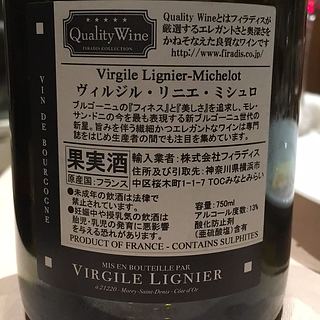 ★★★★★
Quality Wine
FIRADIS COLLECTION
Quality Wineとはフィラディスが
厳選するエレガントさと奥深さを
かねそなえた良質なワインです
http://www.firadis.co.jp/
Virgile Lignier-Michelot
ヴィルジル・リニエ・ミシュロ
ブルゴーニュの『フィネス』と『美しさ』を追求し、モレ・
サン・ドニの今を最も表現する新ブルゴーニュ世代の
新星。旨みを伴う繊細かつエレガントなワインは専門
誌をはじめ生産者の間でも注目を集めています。
果実酒
原産国:フランス
輸入業者:株式会社フィラディス
住所及び引取先:神奈川県横浜市
中区桜木町1-1-7 TOCみなとみらい
●未成年の飲酒は法律で
禁止されています。
●妊娠中や授乳気の飲酒は
胎児・乳児の発育に悪影響
を与える恐れがあります。
容量:750ml
アルコール度数:13%
酸化防止剤
(亜硫酸塩)含有
PRODUCT OF FRANCE - CONTAINS SULPHITES
VIN DE BOURGOGNE
MIS EN BOUTEILLE PAR
VIRGILE LIGNIER
à 21220 - Morey-Saint-Denis - Côte-d'Or